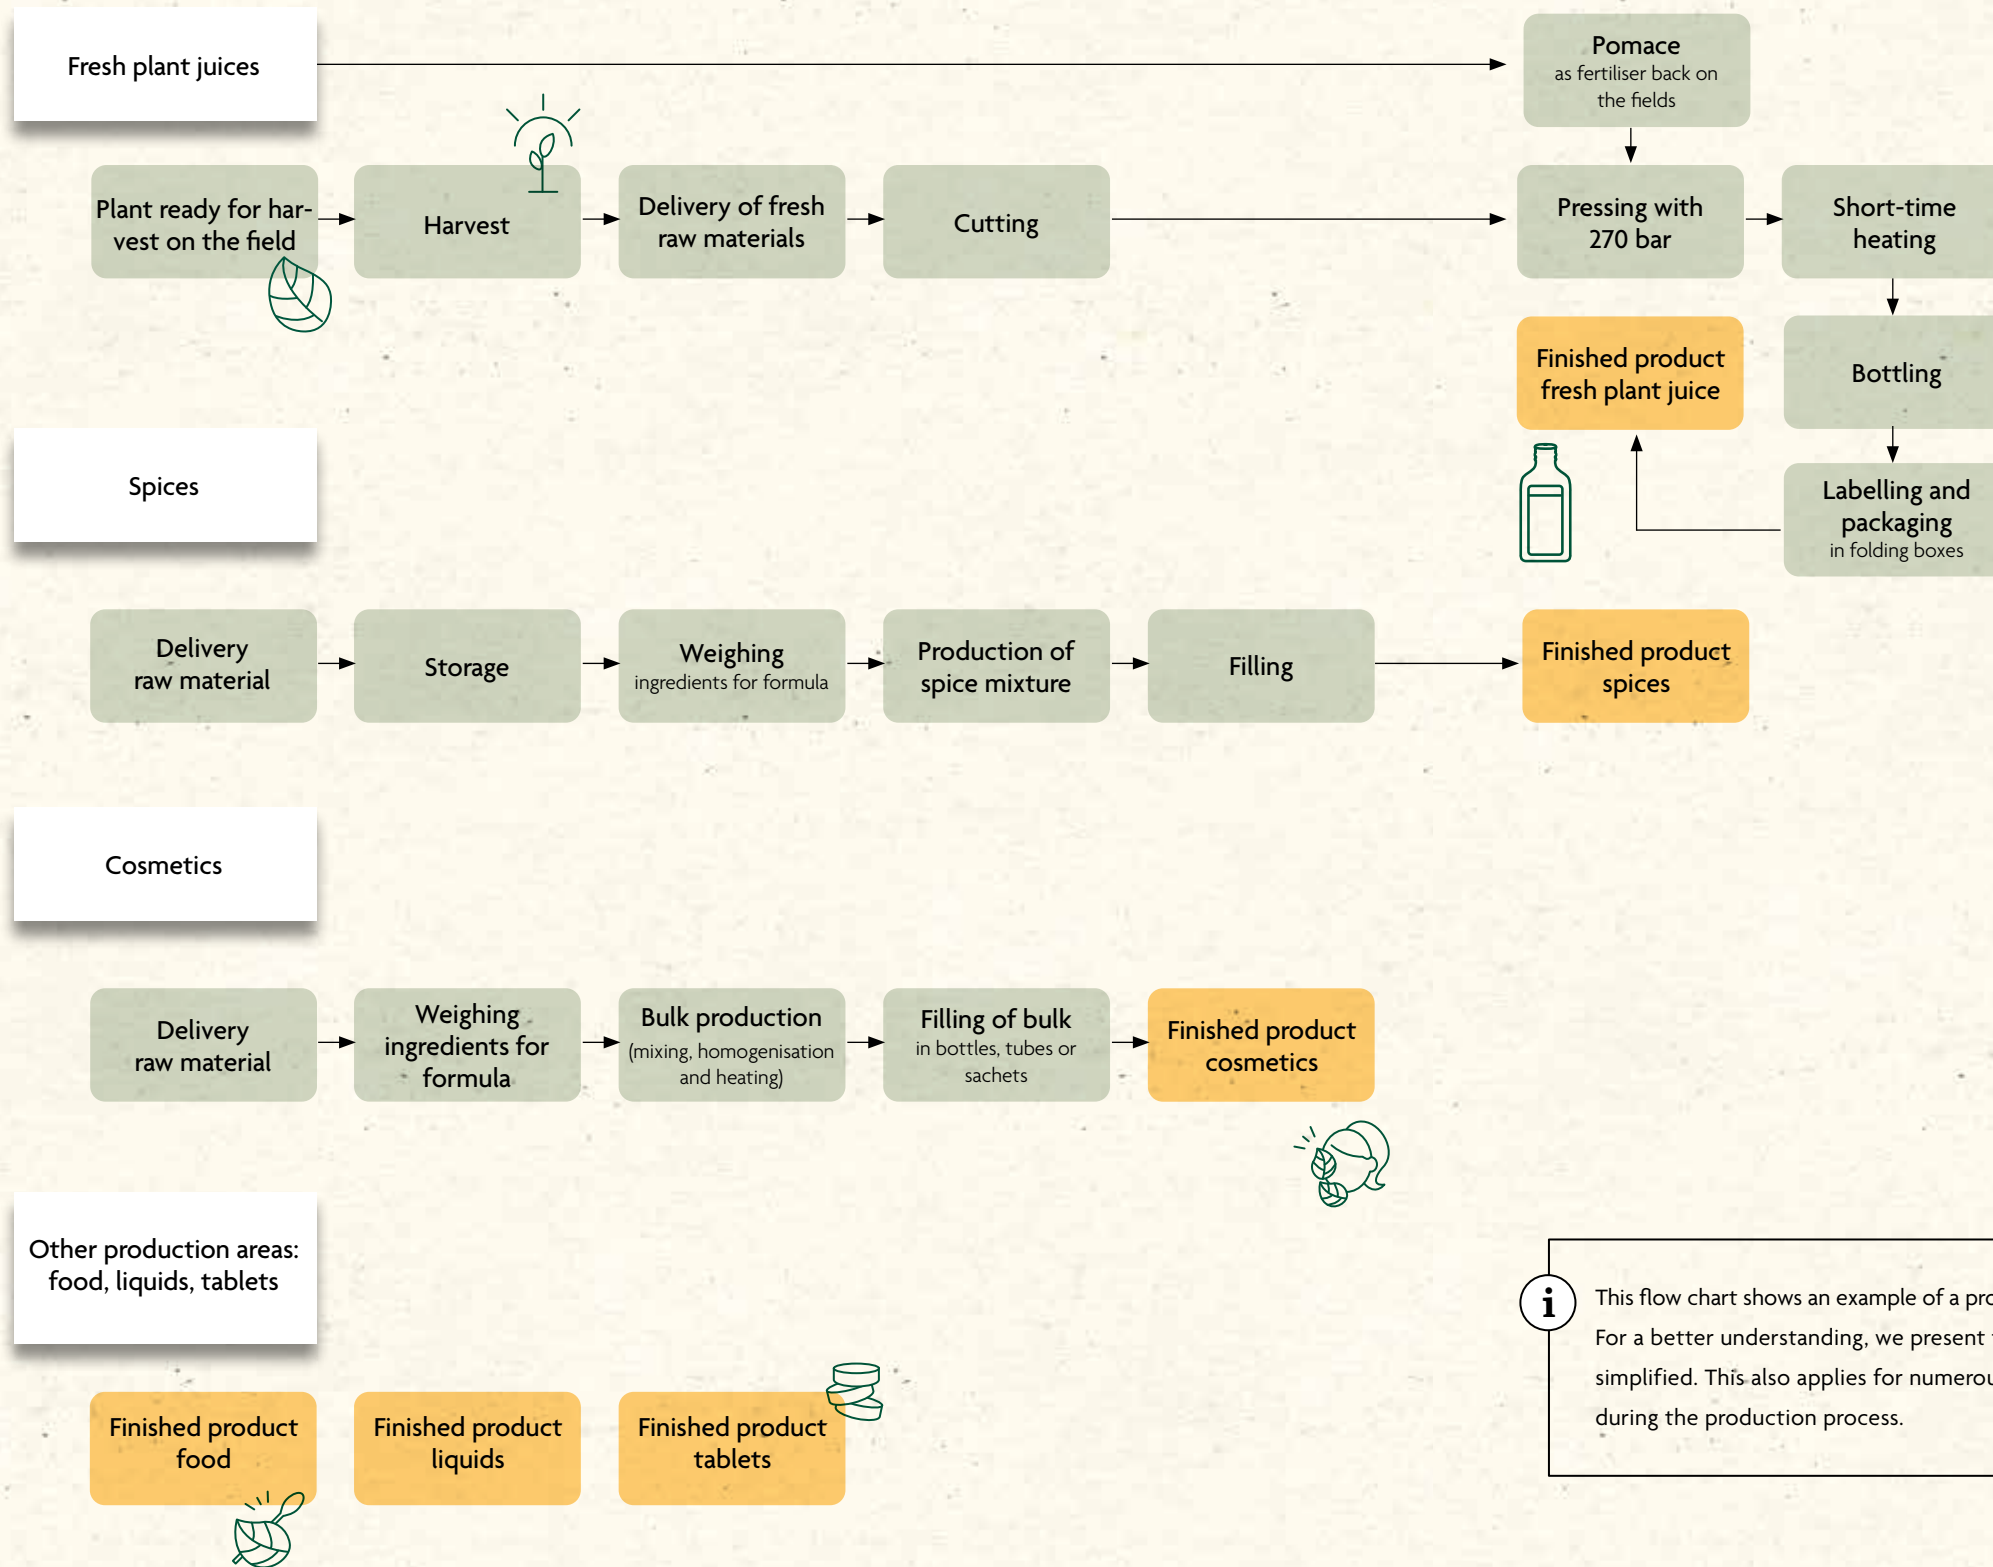 Fresh plant juices
Pomace
as fertiliser back on
the fields
Plant ready for har-
vest on the field
Harvest
Delivery of fresh
raw materials
Cutting
Pressing with
270 bar
Short-time
heating
Finished product
fresh plant juice
Bottling
Labelling and
packaging
in folding boxes
Spices
Delivery
raw material
Storage
Weighing
ingredients for formula
Production of
spice mixture
Filling
Finished product
spices
Cosmetics
Delivery
raw material
Weighing
ingredients for
formula
Bulk production
(mixing, homogenisation
and heating)
Filling of bulk
in bottles, tubes or
sachets
Finished product
cosmetics
Other production areas:
food, liquids, tablets
Finished product
food
Finished product
liquids
Finished product
tablets
i
This flow chart shows an example of a
For a better understanding, we present
simplified. This also applies for
during the production process.